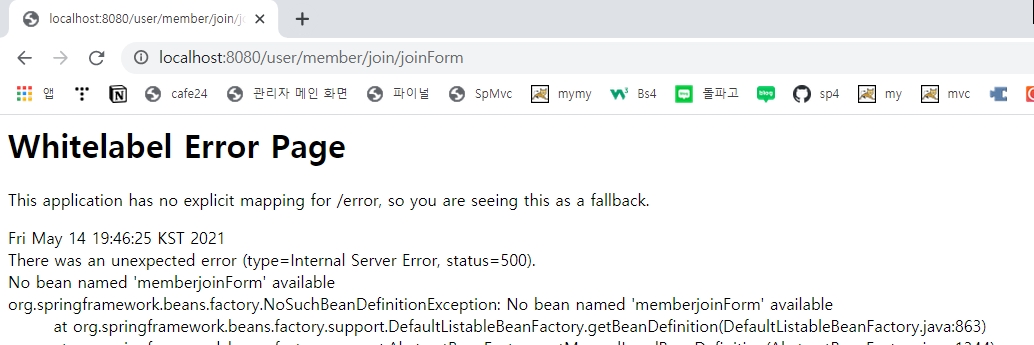 localhost:8080/user/member/join/jo
localhost:8080/user/member/join/joinForm
앱 cafe24 관리자 메인 화면 파이널 SpMvc mymy Bs4 돌파고 blog sp4 my mvc
Whitelabel Error Page
This application has no explicit mapping for /error, so you are seeing this as a fallback.
Fri May 14 19:46:25 KST 2021
There was an unexpected error (type=Internal Server Error, status=500).
No bean named 'memberjoinForm' available
org.springframework.beans.factory.NoSuchBeanDefinitionException: No bean named 'memberjoinForm' available
at org.springframework.beans.factory.support.DefaultListableBeanFactory.getBeanDefinition(DefaultListableBeanFactory.java:863)